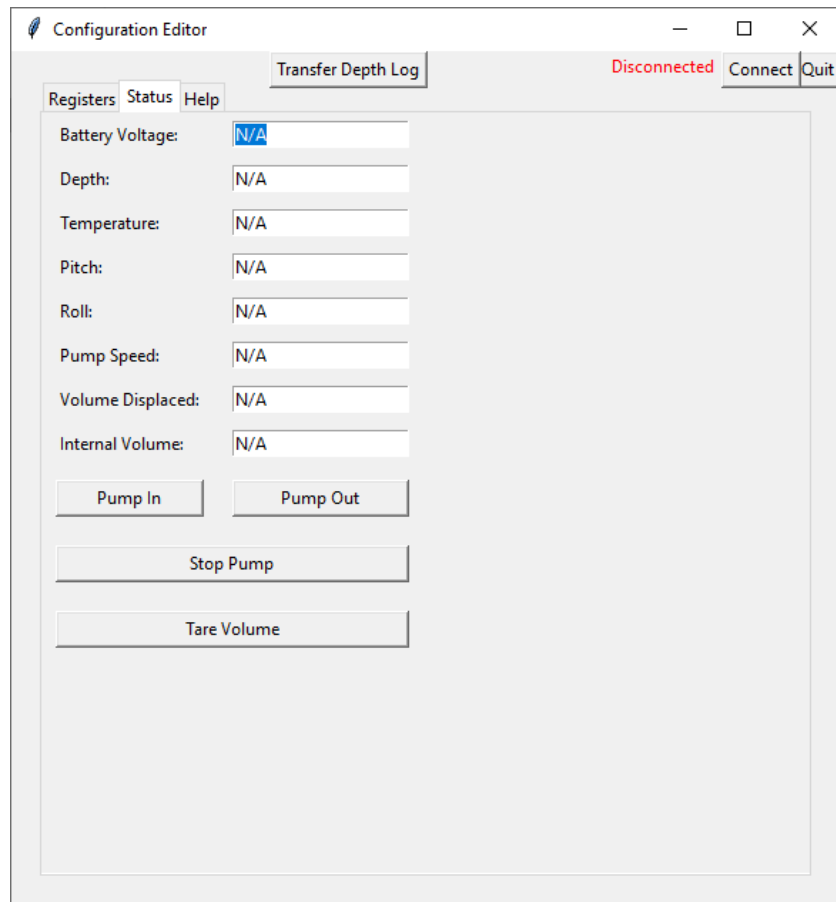 Configuration Editor
Transfer Depth Log Disconnected Connect Quit
Registers Status Help
Battery Voltage: N/A
Depth: N/A
Temperature: N/A
Pitch: N/A
Roll: N/A
Pump Speed: N/A
Volume Displaced: N/A
Internal Volume: N/A
Pump In Pump Out
Stop Pump
Tare Volume